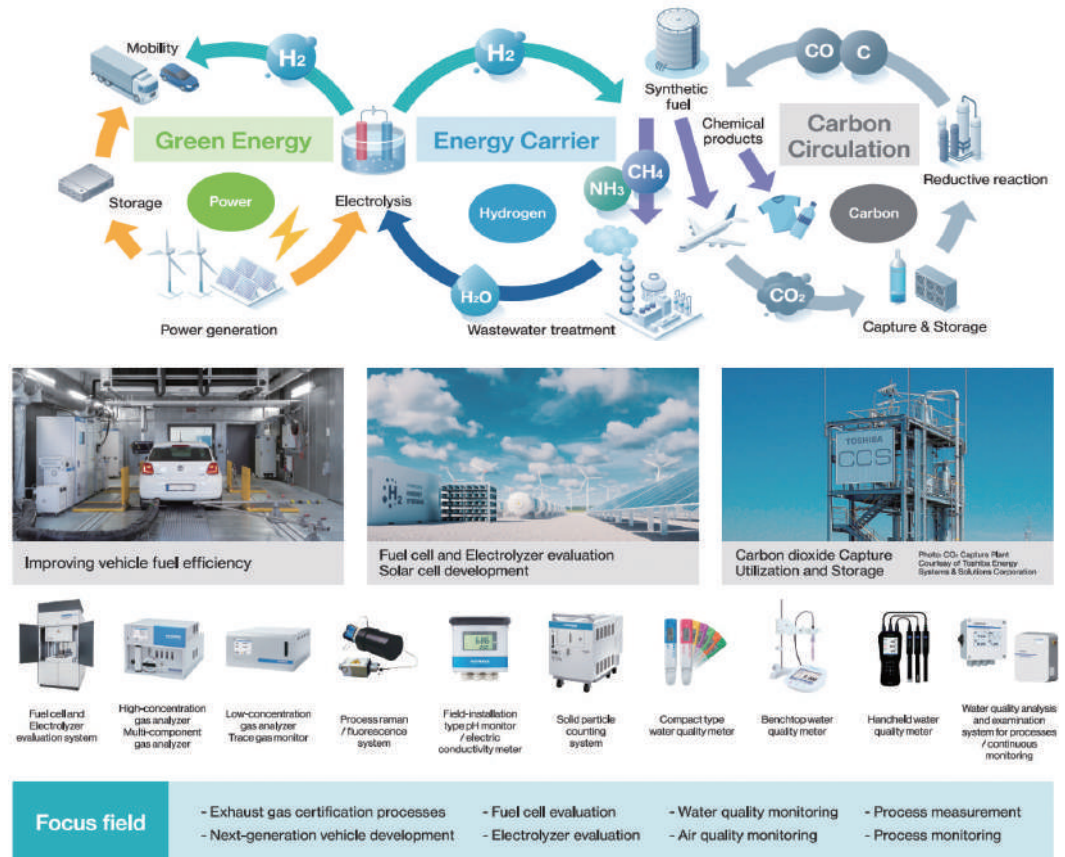 Mobility
H2
H2
CO
C
Synthetic
fuel
Chemical
products
Green Energy
Energy Carrier
Carbon
Circulation
NH3
CH4
Reductive reaction
Storage
Power
Electrolysis
Hydrogen
Carbon
H2O
CO2
Power generation
Wastewater treatment
Capture & Storage
H2
TOSHIBA
CCS
Improving vehicle fuel efficiency
Fuel cell and Electrolyzer evaluation
Solar cell development
Carbon dioxide Capture
Utilization and Storage
Photo: CO2 Capture Plant
Courtesy of Toshiba Energy
Systems & Solutions Corporation
Fuel cell and
Electrolyzer
evaluation system
High-concentration
gas analyzer
Multi-component
gas analyzer
Low-concentration
gas analyzer
Trace gas monitor
Process raman
/ fluorescence
system
Field-installation
type pH monitor
/ electric
conductivity meter
Solid particle
counting
system
Compact type
water quality meter
Benchtop water
quality meter
Handheld water
quality meter
Water quality analysis
and examination
system for processes
/ continuous
monitoring
Focus field
- Exhaust gas certification processes
- Next-generation vehicle development
- Fuel cell evaluation
- Electrolyzer evaluation
- Water quality monitoring
- Air quality monitoring
- Process measurement
- Process monitoring